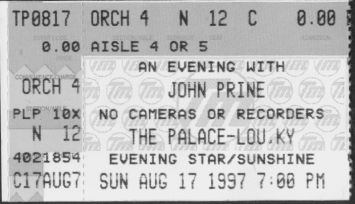 TP0817 ORCH 4 N 12 C 0.00
0.00 AISLE 4 OR 5
AN EVENING WITH
ORCH 4 JOHN PRINE
PLP 10X NO CAMERAS OR RECORDERS
N 12 THE PALACE-LOU.KY
4021854 EVENING STAR/SUNSHINE
C17AUG7 SUN AUG 17 1997 7:00 PM